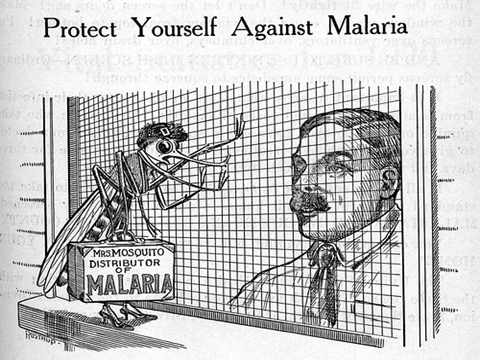 Protect Yourself Against Malaria
MRS. MOSQUITO
DISTRIBUTOR
OF
MALARIA